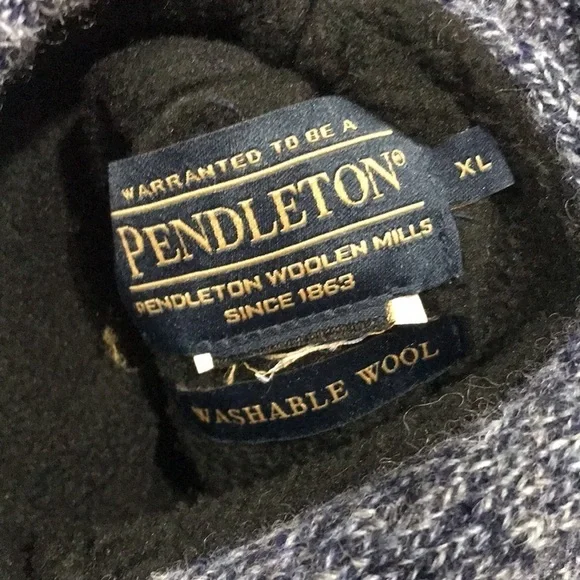 WARRANTED TO BE A
PENDLETON®
PENDLETON WOOLEN MILLS
SINCE 1863
XL
WASHABLE WOOL